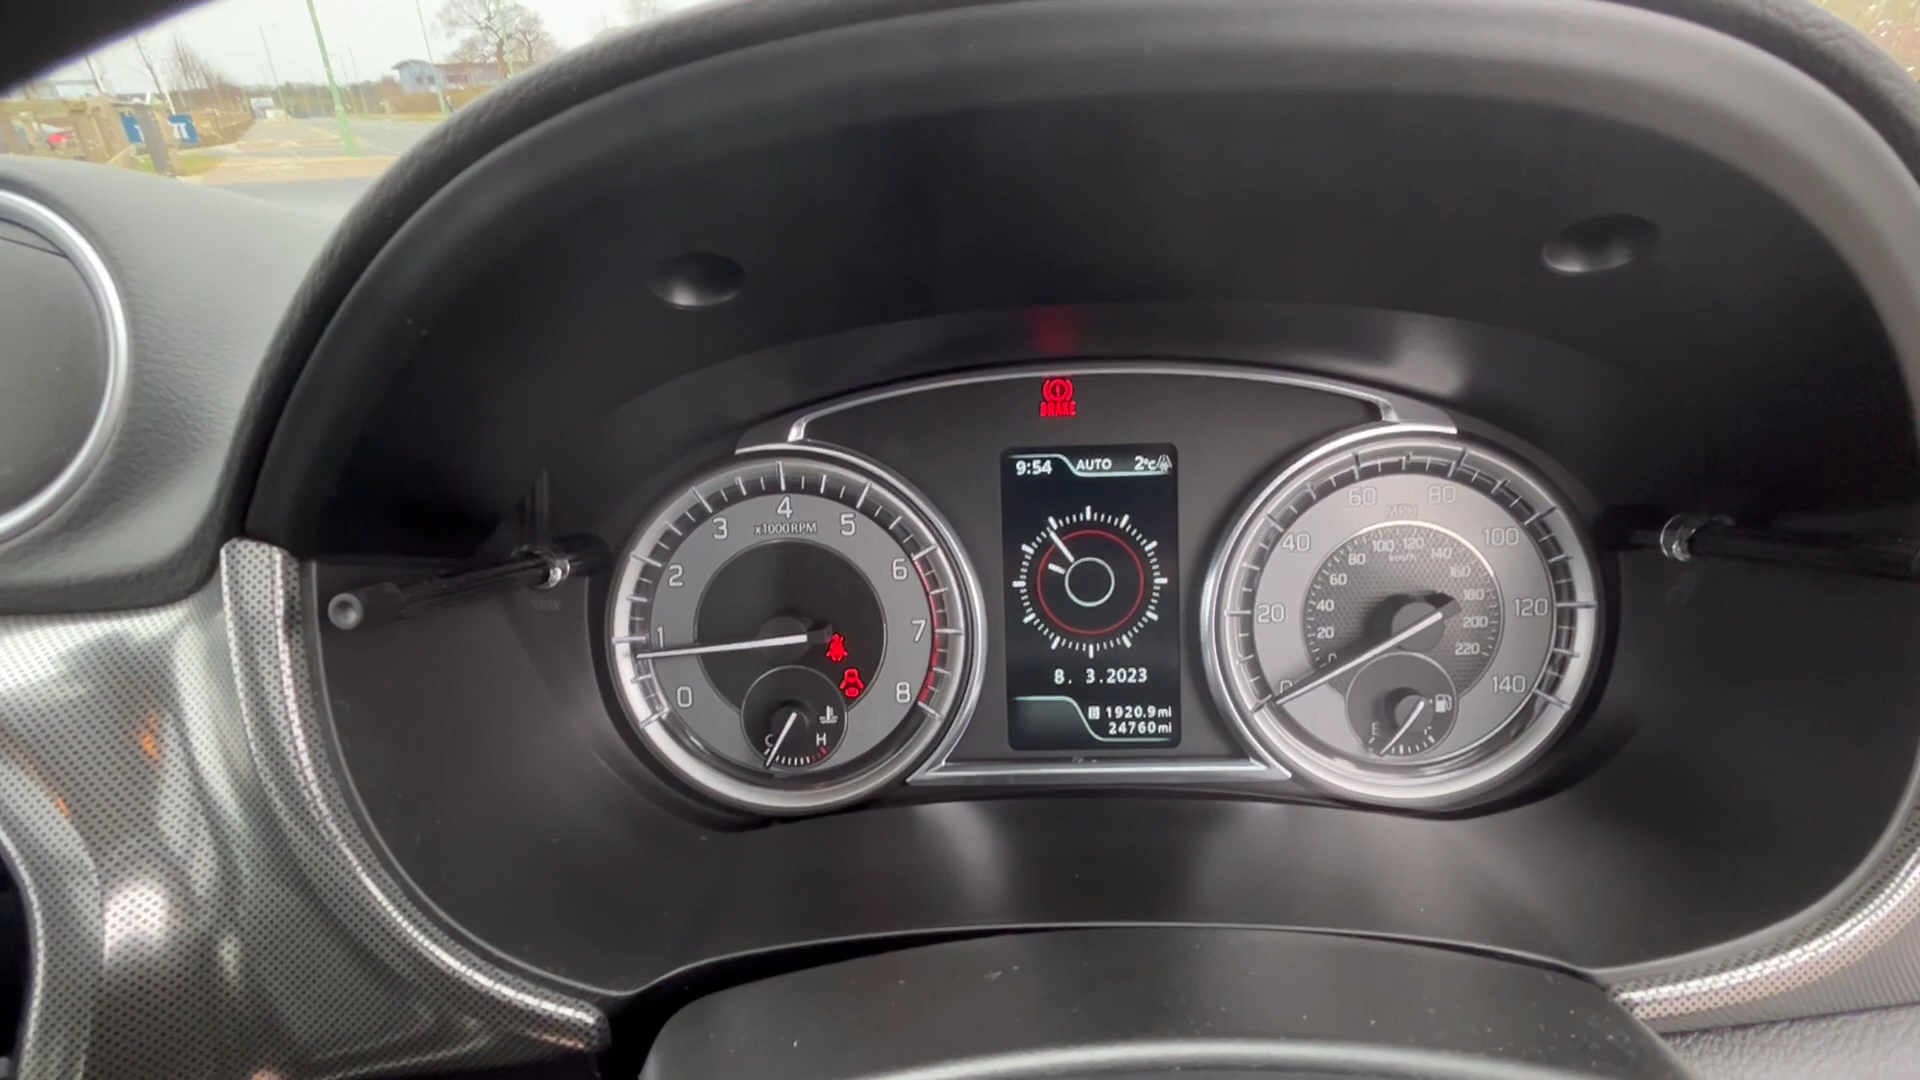 BRAKE
9:54 AUTO 2°C
8. 3.2023
B 1920.9mi
24760mi
0 1 2 3 4 5 6 7 8
x1000RPM
C H
0 20 40 60 80 100 120 140
MPH
0 20 40 60 80 100 120 140 160 180 200 220
km/h
E